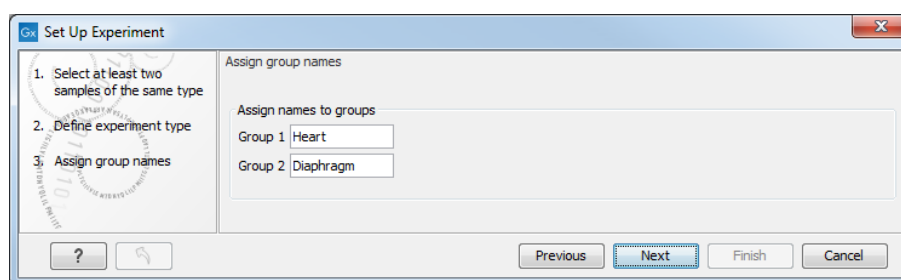 Gx Set Up Experiment
1. Select at least two
samples of the same type
2. Define experiment type
3. Assign group names
Assign group names
Assign names to groups
Group 1 Heart
Group 2 Diaphragm
?
Previous
Next
Finish
Cancel